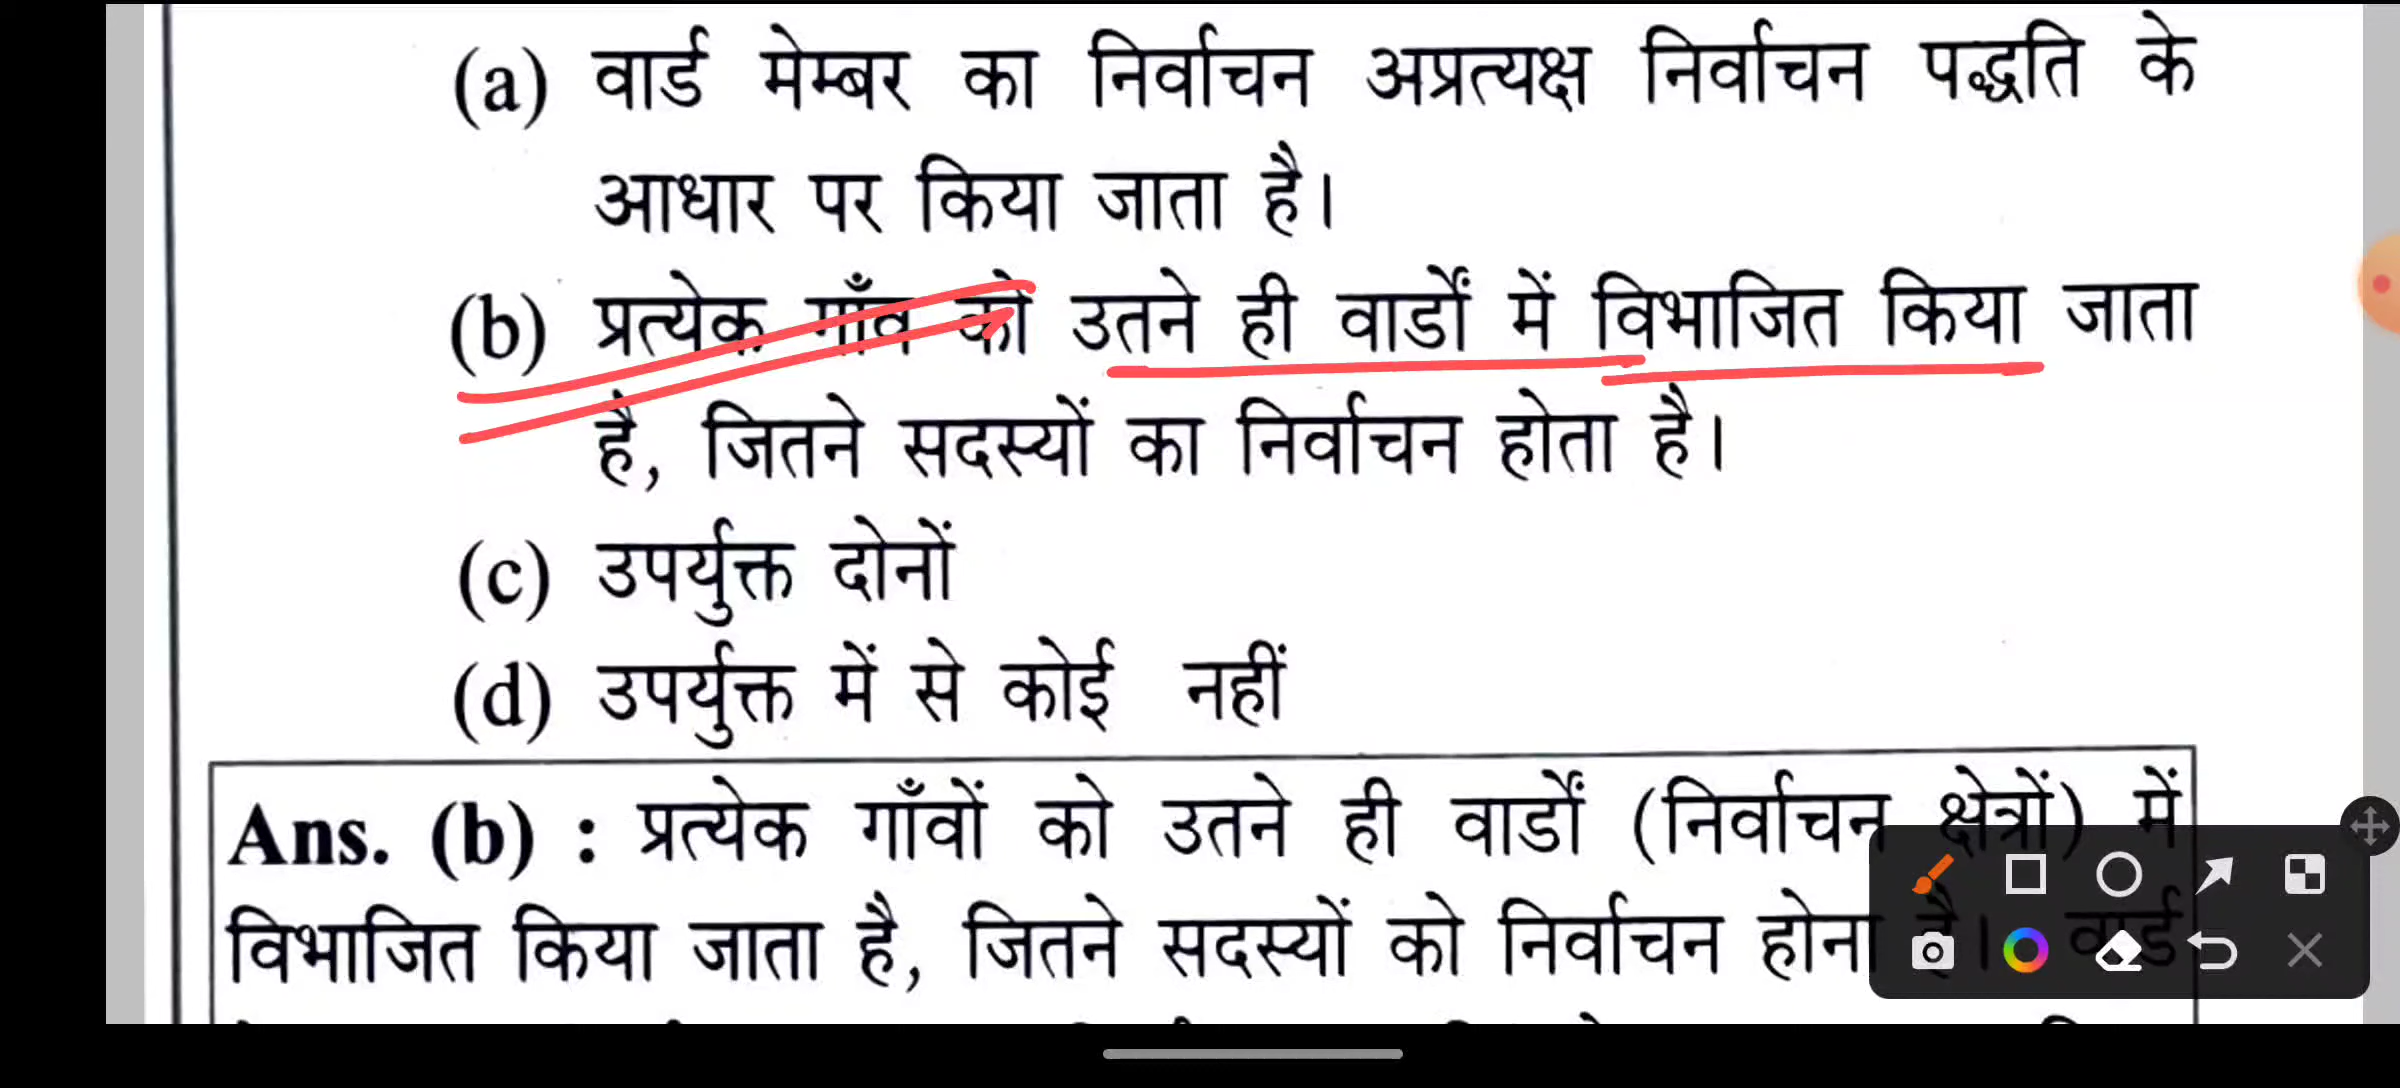 (a) वार्ड मेम्बर का निर्वाचन अप्रत्यक्ष निर्वाचन पद्धति के
आधार पर किया जाता है।
(b) प्रत्येक गाँव को उतने ही वार्डों में विभाजित किया जाता
है, जितने सदस्यों का निर्वाचन होता है।
(c) उपर्युक्त दोनों
(d) उपर्युक्त में से कोई नहीं
Ans. (b) : प्रत्येक गाँवों को उतने ही वार्डों (निर्वाचन क्षेत्रों) में
विभाजित किया जाता है, जितने सदस्यों को निर्वाचन होना है। वार्ड